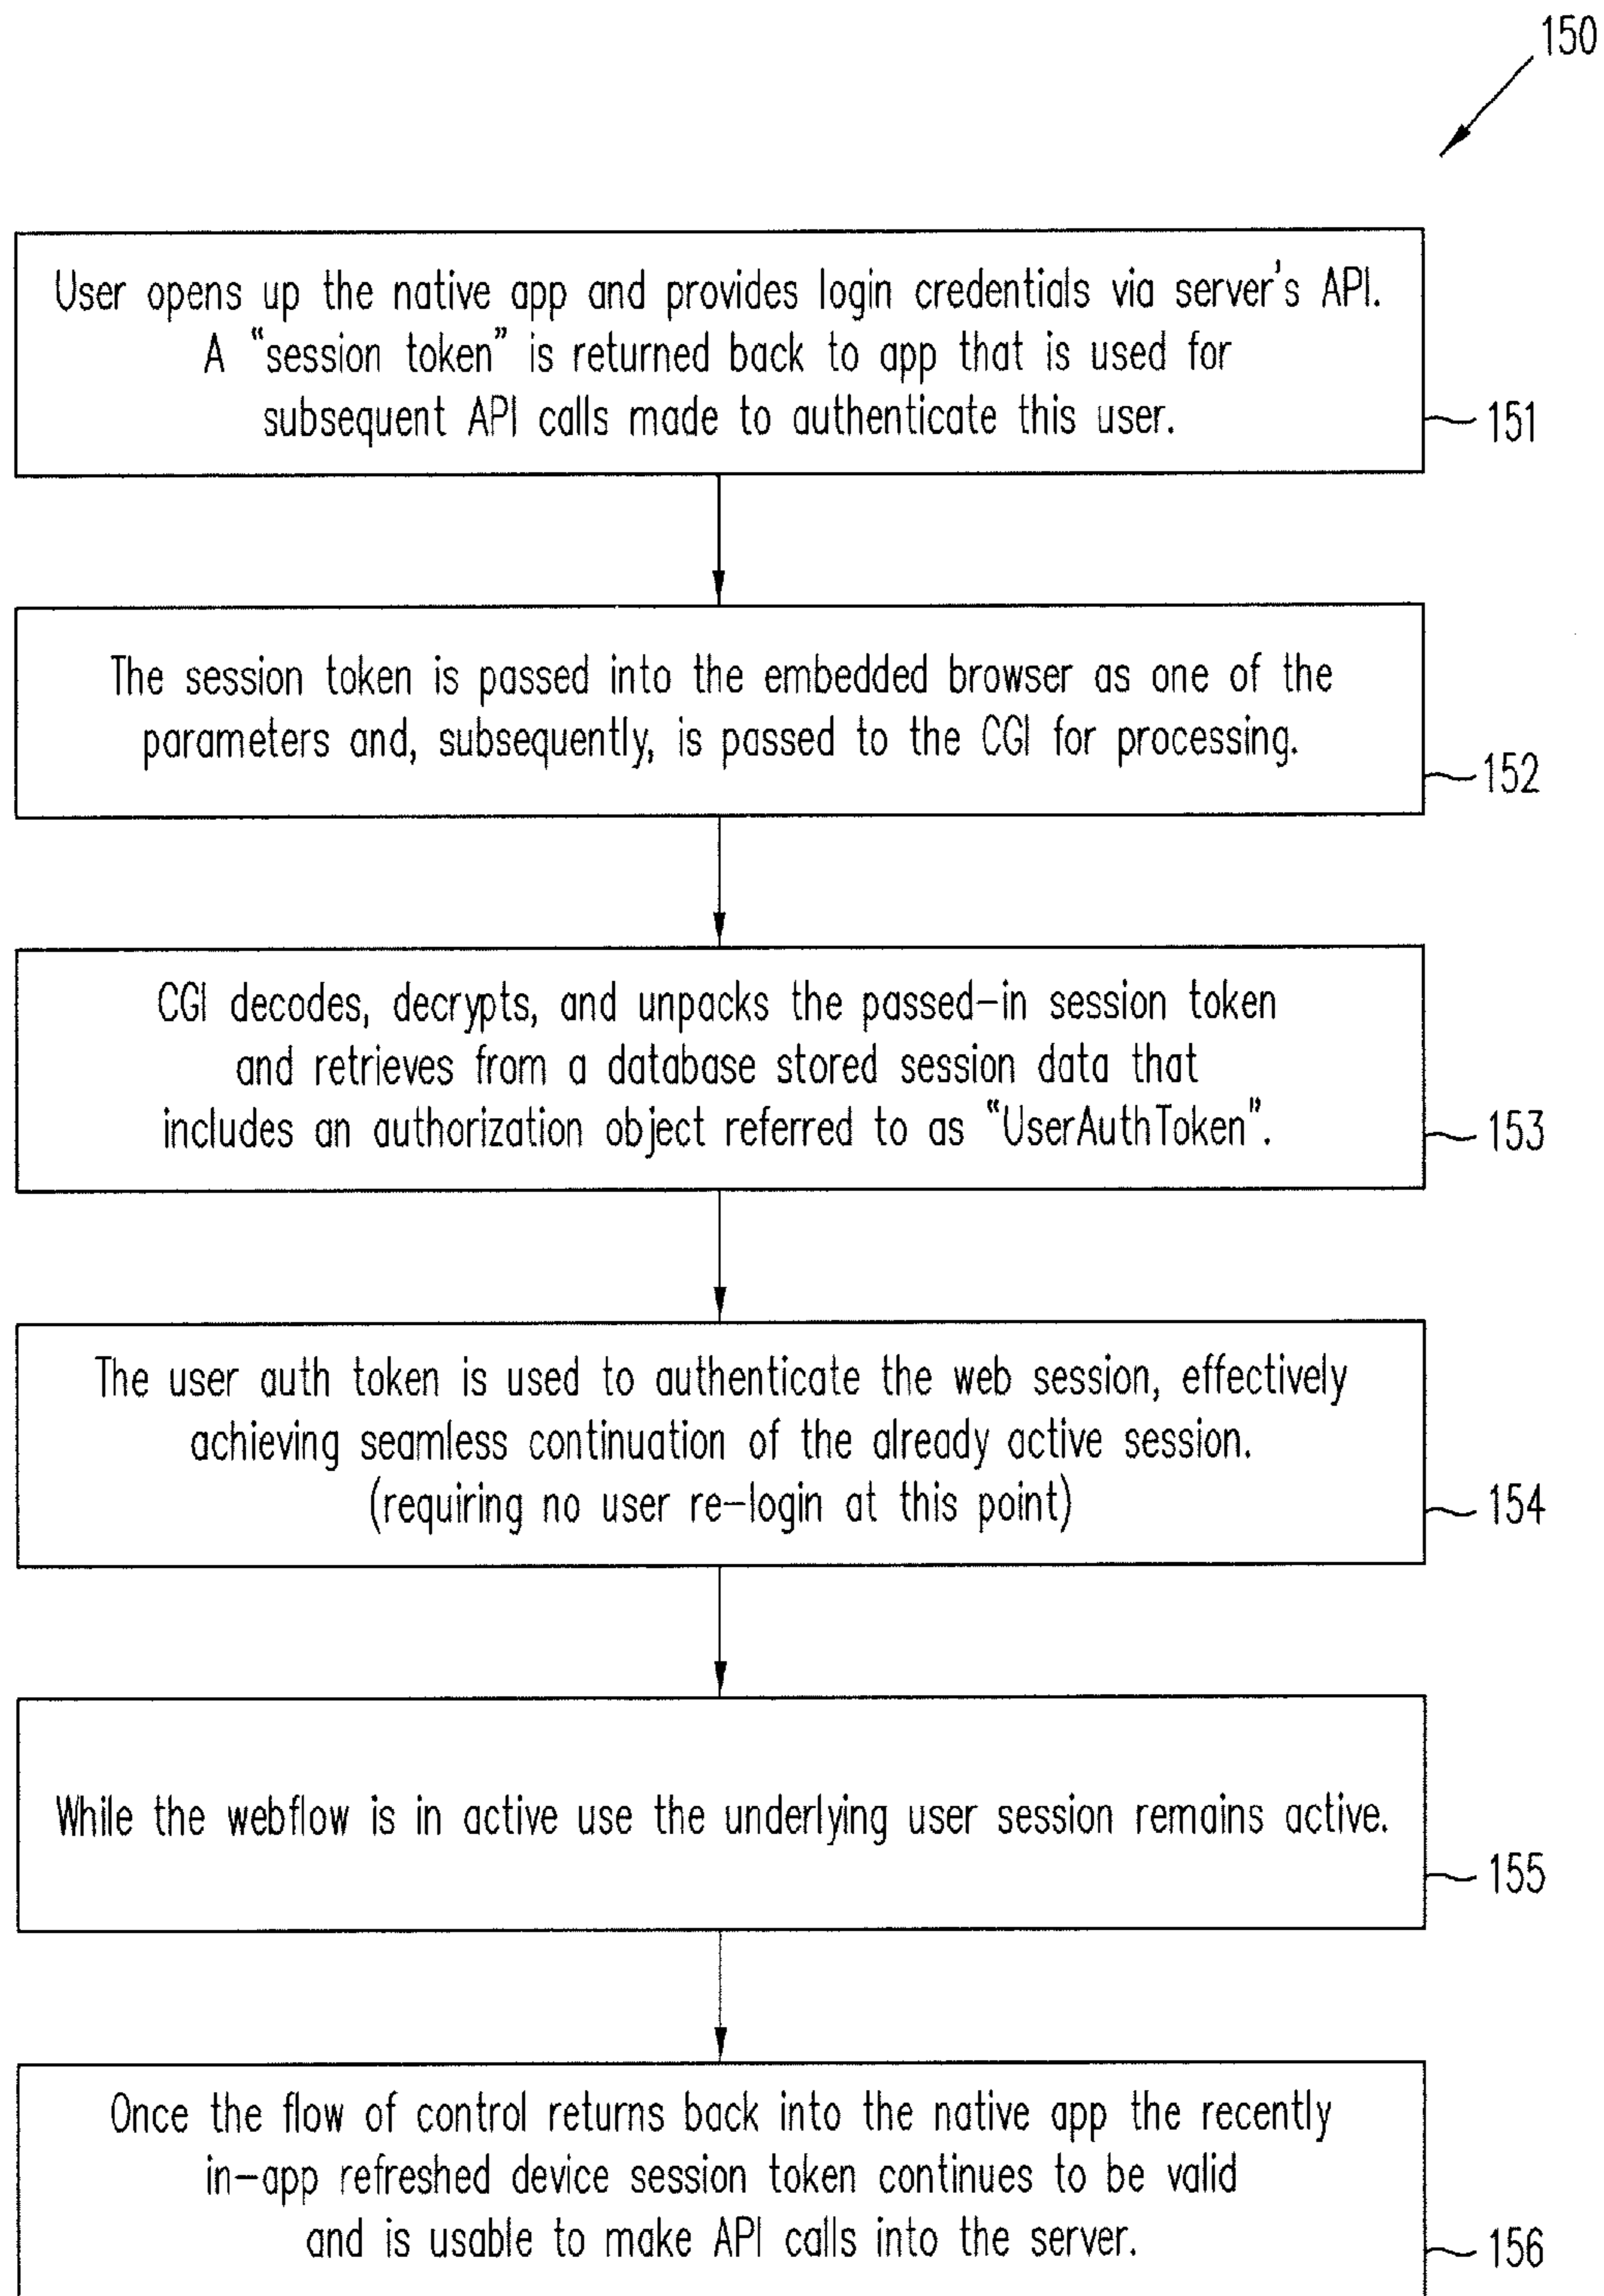 150
User opens up the native app and provides login credentials via server's API.
A "session token" is returned back to app that is used for
subsequent API calls made to authenticate this user.
151
The session token is passed into the embedded browser as one of the
parameters and, subsequently, is passed to the CGI for processing.
152
CGI decodes, decrypts, and unpacks the passed-in session token
and retrieves from a database stored session data that
includes an authorization object referred to as "UserAuthToken".
153
The user auth token is used to authenticate the web session, effectively
achieving seamless continuation of the already active session.
(requiring no user re-login at this point)
154
While the webflow is in active use the underlying user session remains active.
155
Once the flow of control returns back into the native app the recently
in-app refreshed device session token continues to be valid
and is usable to make API calls into the server.
156